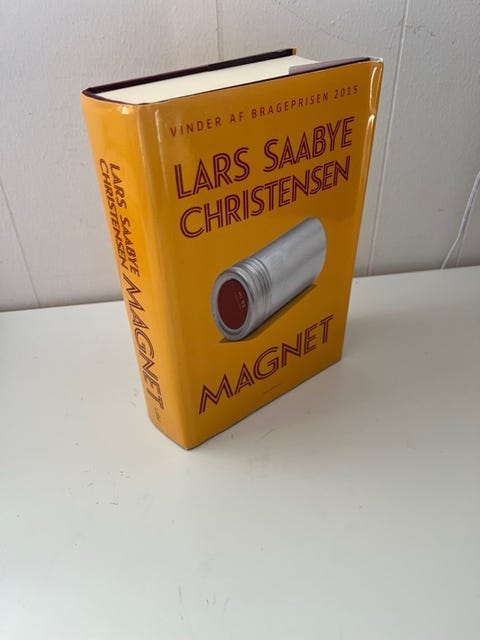 VINDER AF BRAGEPRISEN 2015
LARS SAABYE
CHRISTENSEN
MAGNET
LARS SAABYE
CHRISTENSEN
MAGNET